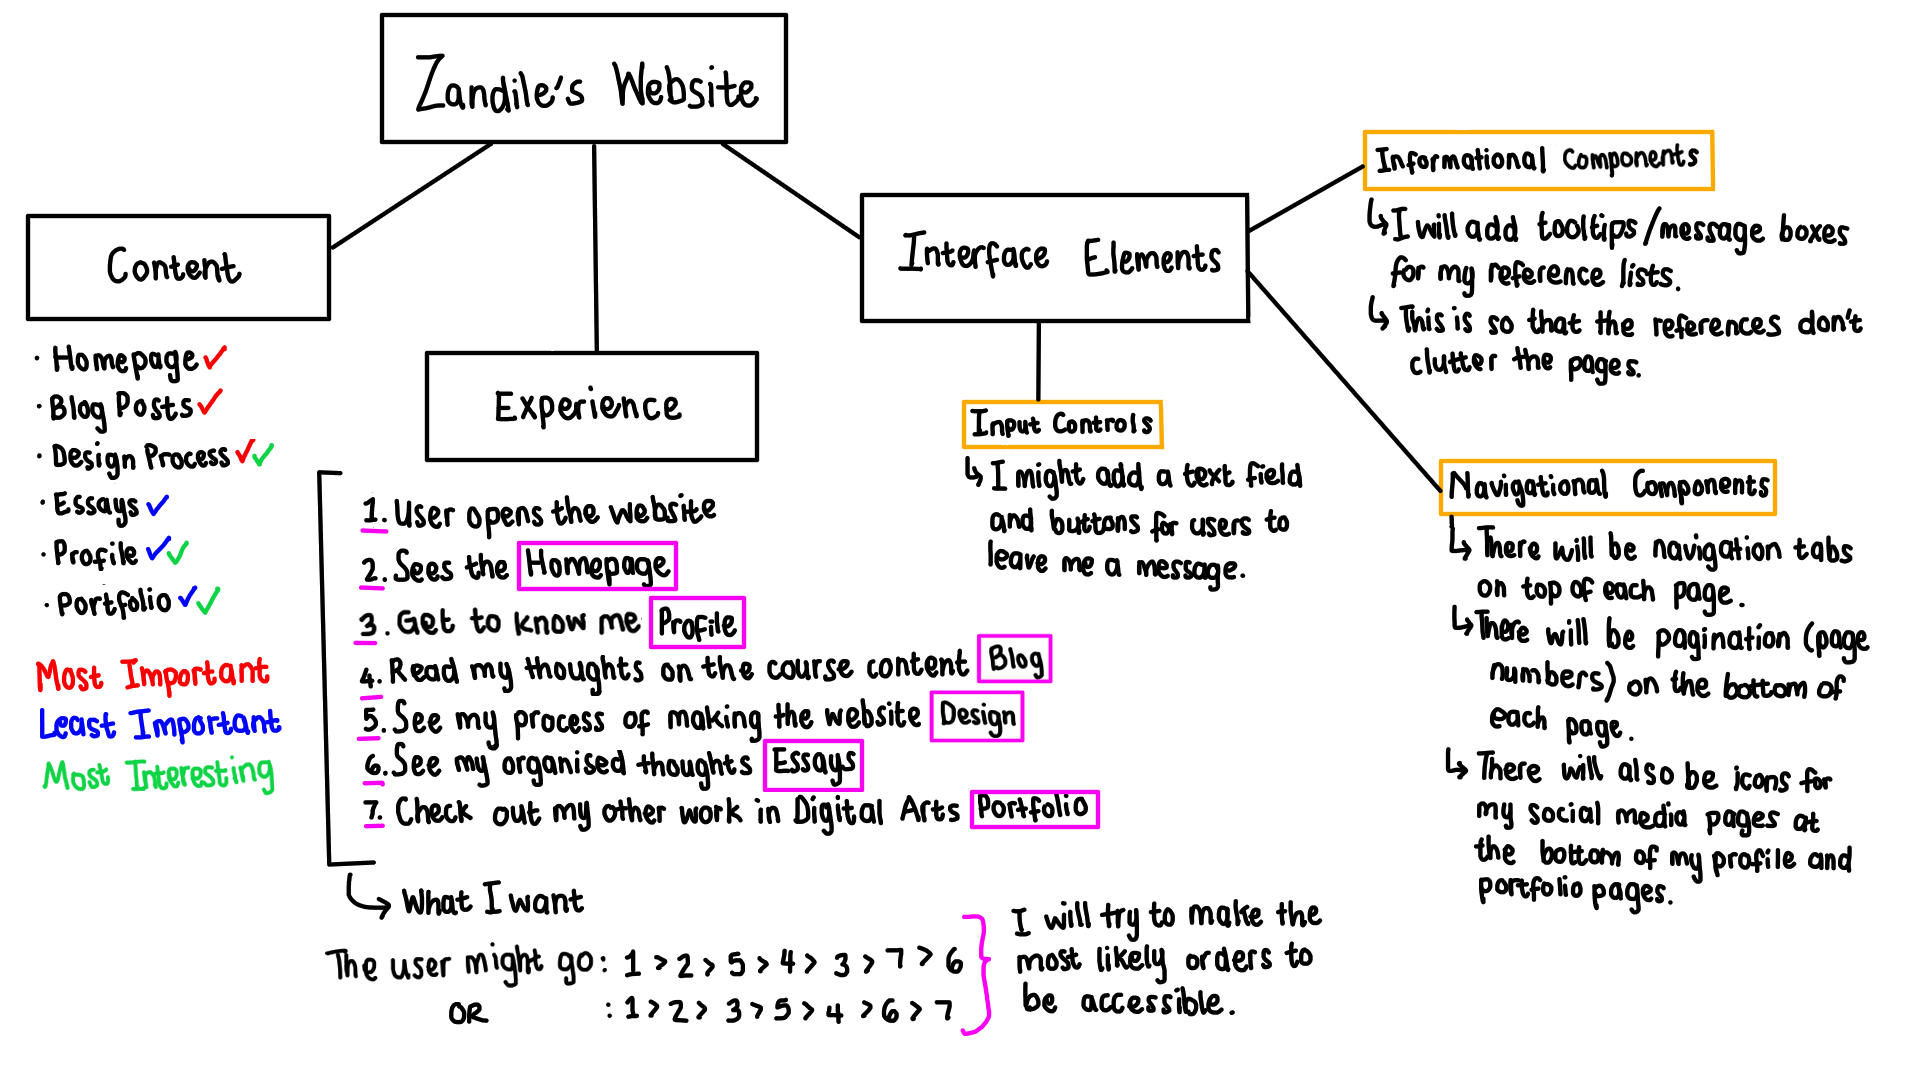 Zandile's Website
Content
· Homepage
· Blog Posts
· Design Process
· Essays
· Profile
· Portfolio
Most Important
Least Important
Most Interesting
Experience
1. User opens the website
2. Sees the Homepage
3. Get to know me Profile
4. Read my thoughts on the course content Blog
5. See my process of making the website Design
6. See my organised thoughts Essays
7. Check out my other work in Digital Arts Portfolio
What I want
The user might go: 1 > 2 > 5 > 4 > 3 > 7 > 6
OR : 1 > 2 > 3 > 5 > 4 > 6 > 7
I will try to make the
most likely orders to
be accessible.
Interface Elements
Input Controls
I might add a text field
and buttons for users to
leave me a message.
Informational Components
I will add tooltips/message boxes
for my reference lists.
This is so that the references don't
clutter the pages.
Navigational Components
There will be navigation tabs
on top of each page.
There will be pagination (page
numbers) on the bottom of
each page.
There will also be icons for
my social media pages at
the bottom of my profile and
portfolio pages.